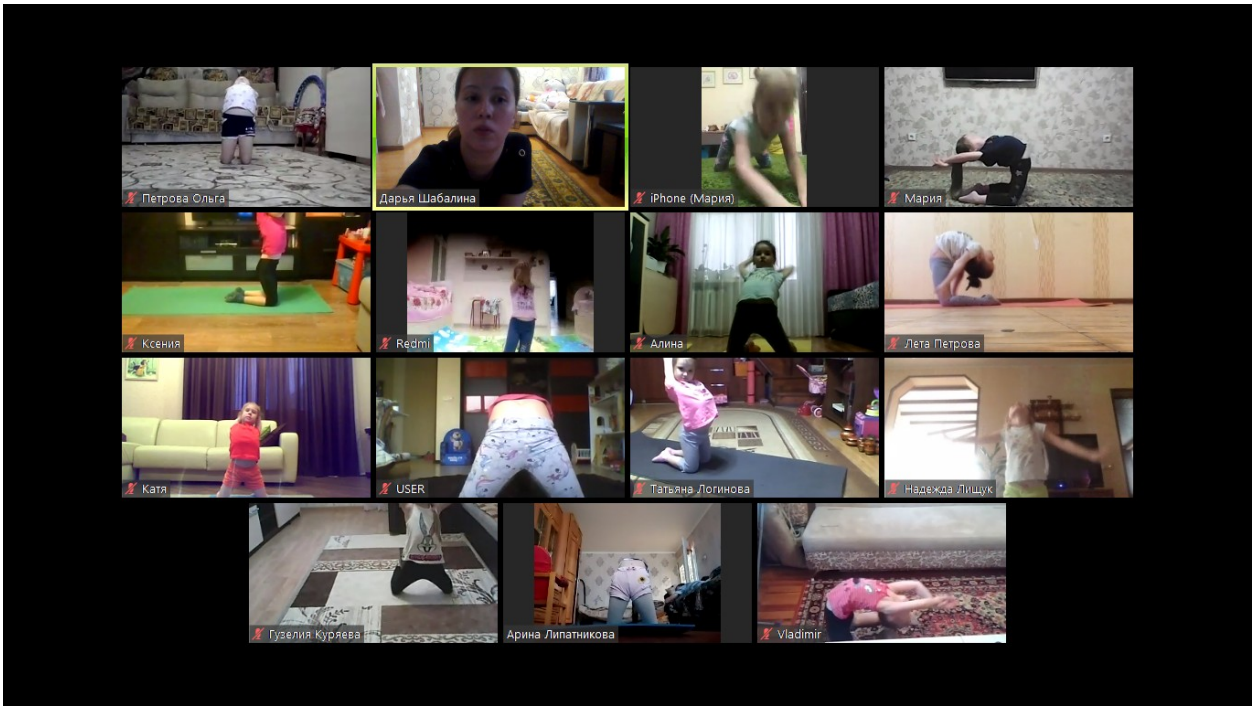 Петрова Ольга
Дарья Шабалина
iPhone (Мария)
Мария
Ксения
Redmi
Алина
Лета Петрова
Катя
USER
Татьяна Логинова
Надежда Лищук
Гузелия Куряева
Арина Липатникова
Vladimir